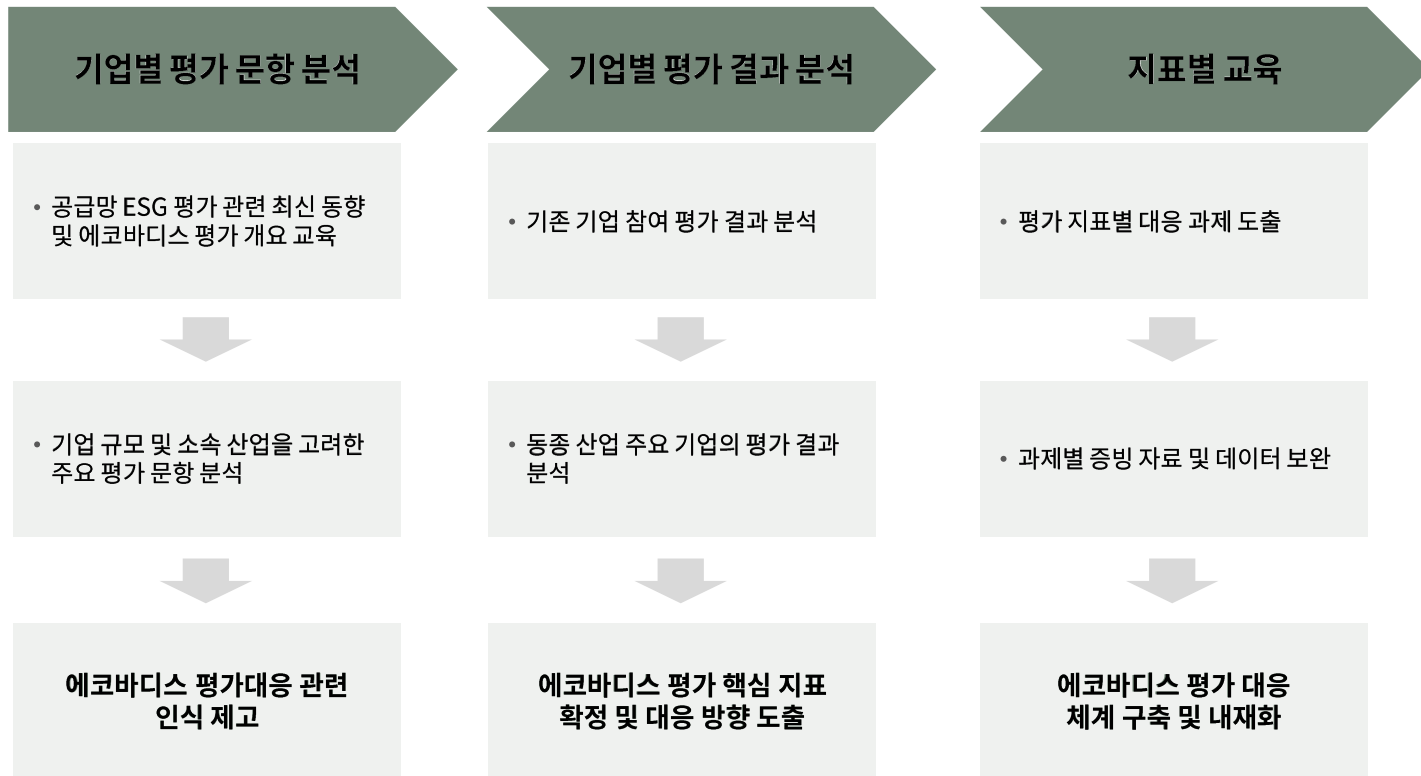 기업별 평가 문항 분석
기업별 평가 결과 분석
지표별 교육
• 공급망 ESG 평가 관련 최신 동향
및 에코바디스 평가 개요 교육
• 기존 기업 참여 평가 결과 분석
• 평가 지표별 대응 과제 도출
• 기업 규모 및 소속 산업을 고려한
주요 평가 문항 분석
• 동종 산업 주요 기업의 평가 결과
분석
• 과제별 증빙 자료 및 데이터 보완
에코바디스 평가대응 관련
인식 제고
에코바디스 평가 핵심 지표
확정 및 대응 방향 도출
에코바디스 평가 대응
체계 구축 및 내재화